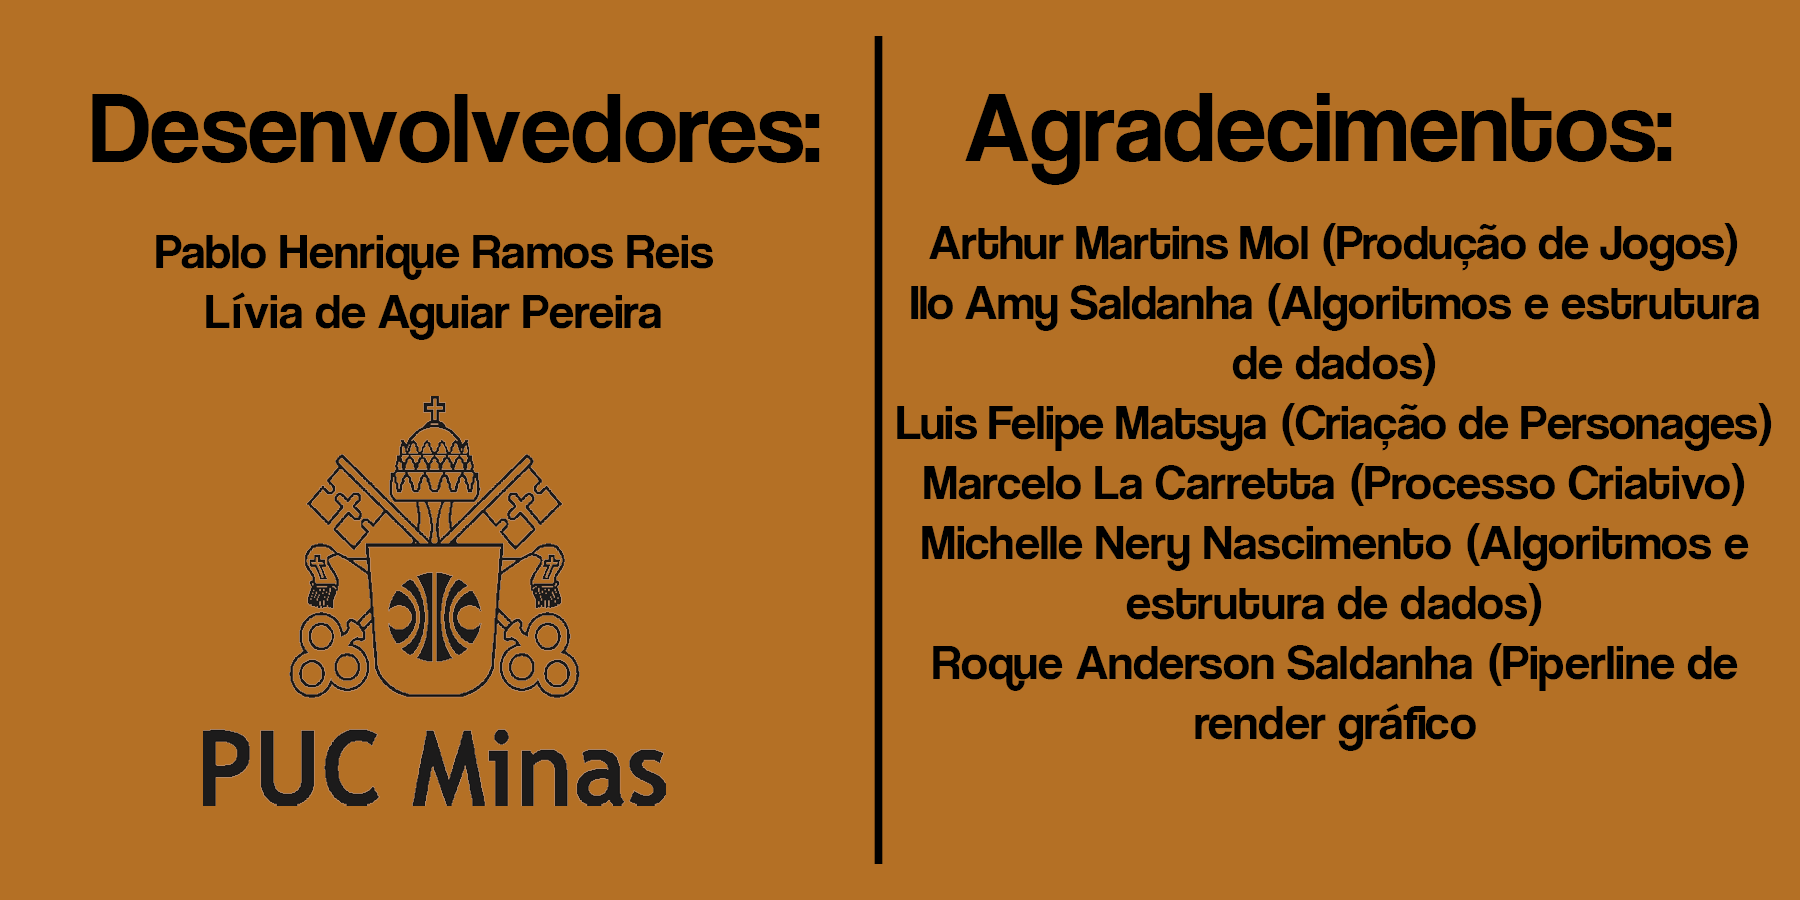 Desenvolvedores:
Pablo Henrique Ramos Reis
Lívia de Aguiar Pereira
PUC Minas
Agradecimentos:
Arthur Martins Mol (Produção de Jogos)
Ilo Amy Saldanha (Algoritmos e estrutura
de dados)
Luis Felipe Matsya (Criação de Personages)
Marcelo La Carretta (Processo Criativo)
Michelle Nery Nascimento (Algoritmos e
estrutura de dados)
Roque Anderson Saldanha (Piperline de
render gráfico